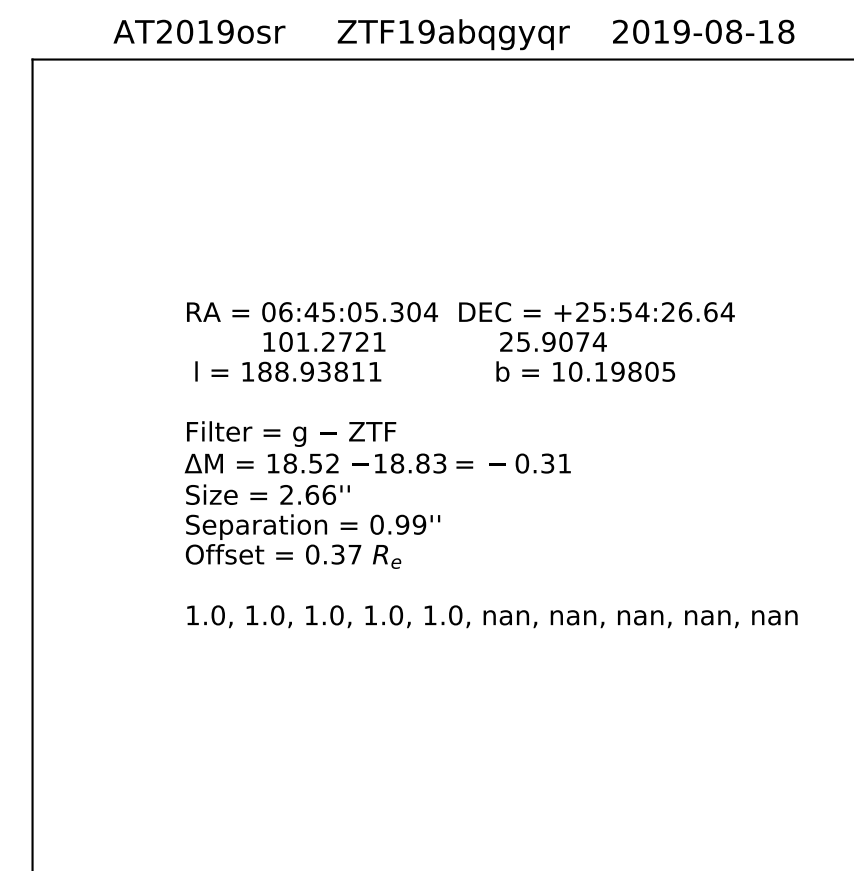 AT2019osr ZTF19abqgyqr 2019-08-18
RA = 06:45:05.304 DEC = +25:54:26.64
101.2721 25.9074
l = 188.93811 b = 10.19805
Filter = g − ZTF
ΔM = 18.52 −18.83 = − 0.31
Size = 2.66''
Separation = 0.99''
Offset = 0.37 Re
1.0, 1.0, 1.0, 1.0, 1.0, nan, nan, nan, nan, nan